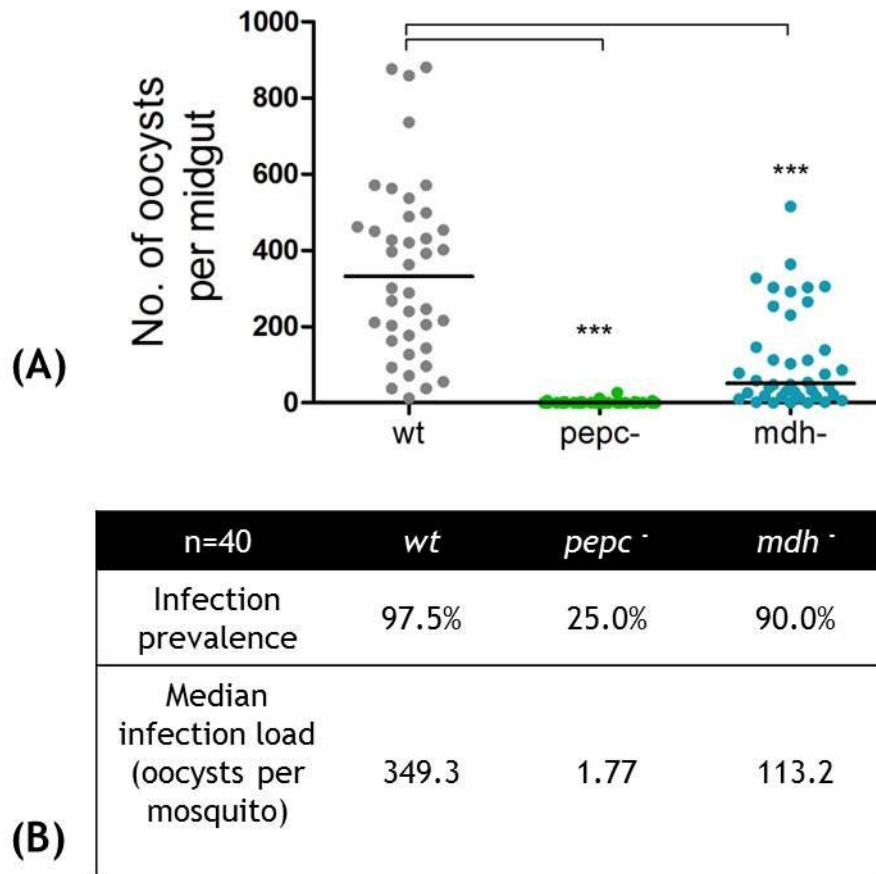 1000
800
600
400
200
0
No. of oocysts
per midgut
***
***
wt pepc- mdh-
(A)
n=40 wt pepc - mdh -
Infection
prevalence
97.5% 25.0% 90.0%
Median
infection load
(oocysts per
mosquito)
349.3 1.77 113.2
(B)